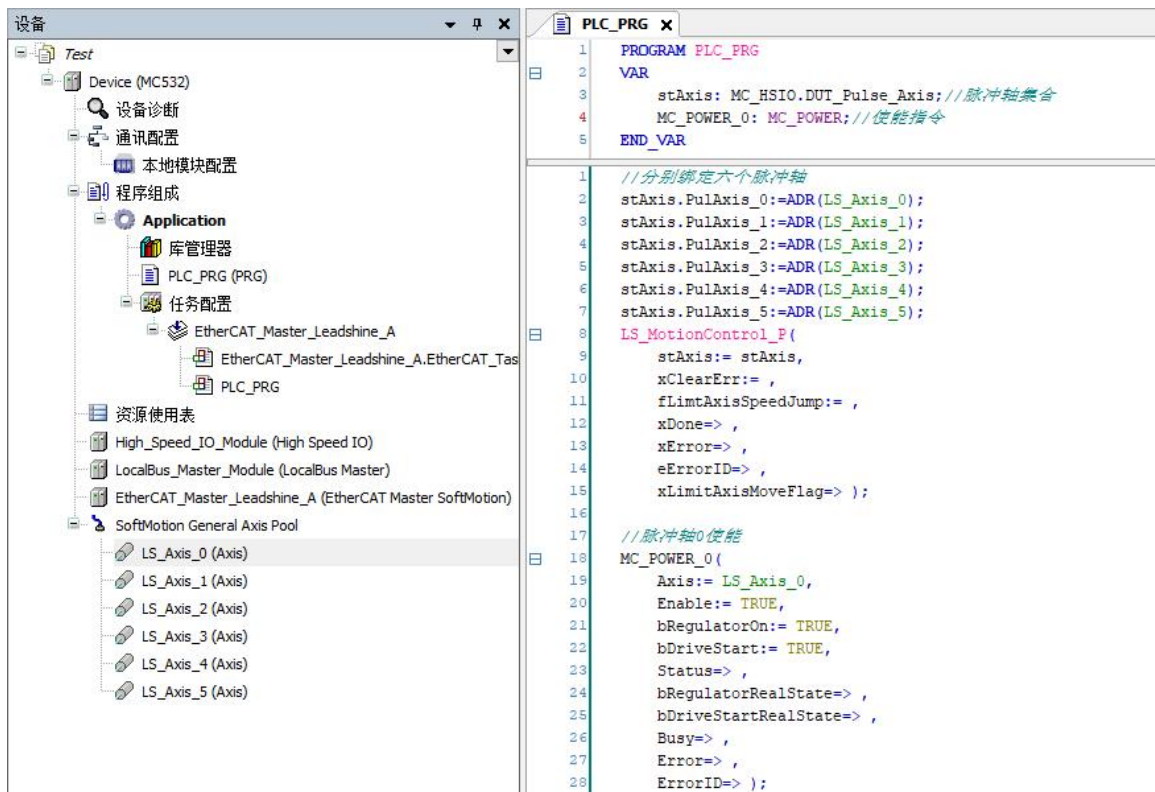 设备
Test
Device (MC532)
设备诊断
通讯配置
本地模块配置
程序组成
Application
库管理器
PLC_PRG (PRG)
任务配置
EtherCAT_Master_Leadshine_A
EtherCAT_Master_Leadshine_A.EtherCAT_Tas
PLC_PRG
资源使用表
High_Speed_IO_Module (High Speed IO)
LocalBus_Master_Module (LocalBus Master)
EtherCAT_Master_Leadshine_A (EtherCAT Master SoftMotion)
SoftMotion General Axis Pool
LS_Axis_0 (Axis)
LS_Axis_1 (Axis)
LS_Axis_2 (Axis)
LS_Axis_3 (Axis)
LS_Axis_4 (Axis)
LS_Axis_5 (Axis)
PLC_PRG
1 PROGRAM PLC_PRG
2 VAR
3 stAxis: MC_HSIO.DUT_Pulse_Axis;//脉冲轴集合
4 MC_POWER_0: MC_POWER;//使能指令
5 END_VAR
1 //分别绑定六个脉冲轴
2 stAxis.PulAxis_0:=ADR(LS_Axis_0);
3 stAxis.PulAxis_1:=ADR(LS_Axis_1);
4 stAxis.PulAxis_2:=ADR(LS_Axis_2);
5 stAxis.PulAxis_3:=ADR(LS_Axis_3);
6 stAxis.PulAxis_4:=ADR(LS_Axis_4);
7 stAxis.PulAxis_5:=ADR(LS_Axis_5);
8 LS_MotionControl_P(
9 stAxis:= stAxis,
10 xClearErr:= ,
11 fLimtAxisSpeedJump:= ,
12 xDone=> ,
13 xError=> ,
14 eErrorID=> ,
15 xLimitAxisMoveFlag=> );
16
17 //脉冲轴0使能
18 MC_POWER_0(
19 Axis:= LS_Axis_0,
20 Enable:= TRUE,
21 bRegulatorOn:= TRUE,
22 bDriveStart:= TRUE,
23 Status=> ,
24 bRegulatorRealState=> ,
25 bDriveStartRealState=> ,
26 Busy=> ,
27 Error=> ,
28 ErrorID=> );